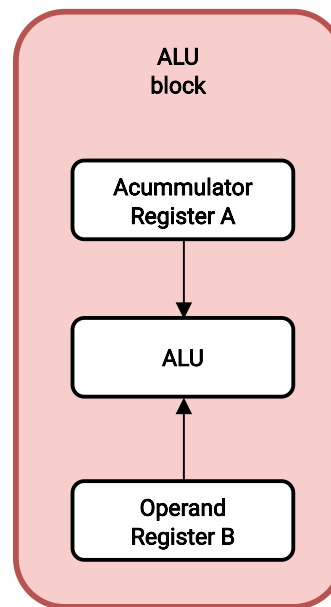 ALU
block
Acummulator
Register A
ALU
Operand
Register B